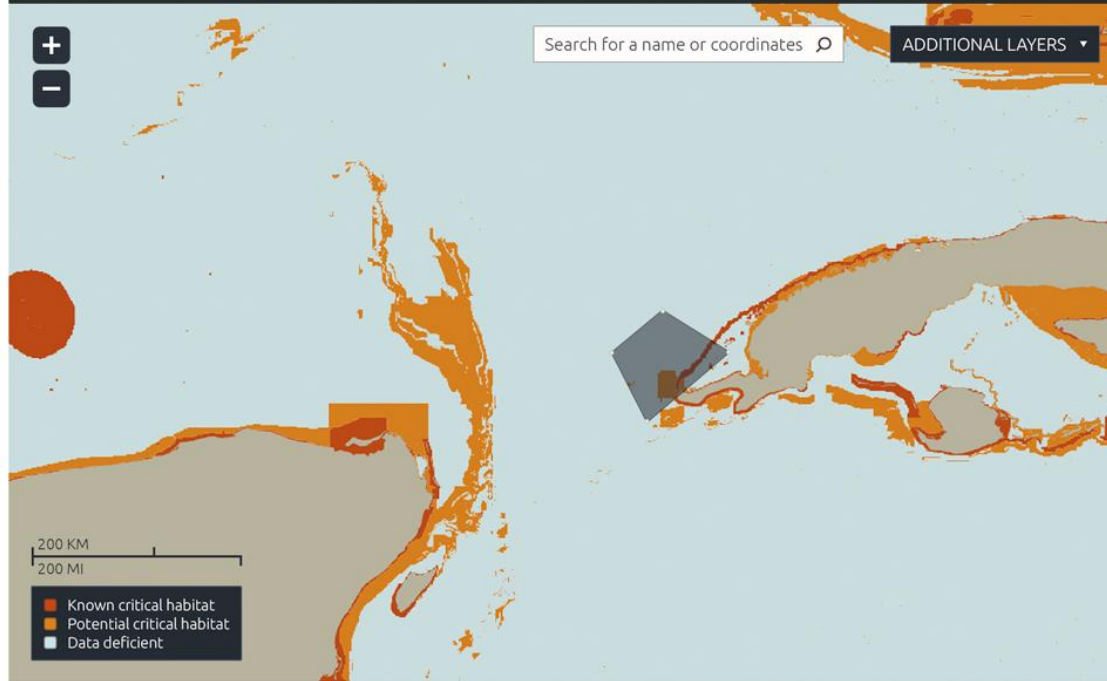 +
Search for a name or coordinates
ADDITIONAL LAYERS
−
200 KM
200 MI
Known critical habitat
Potential critical habitat
Data deficient